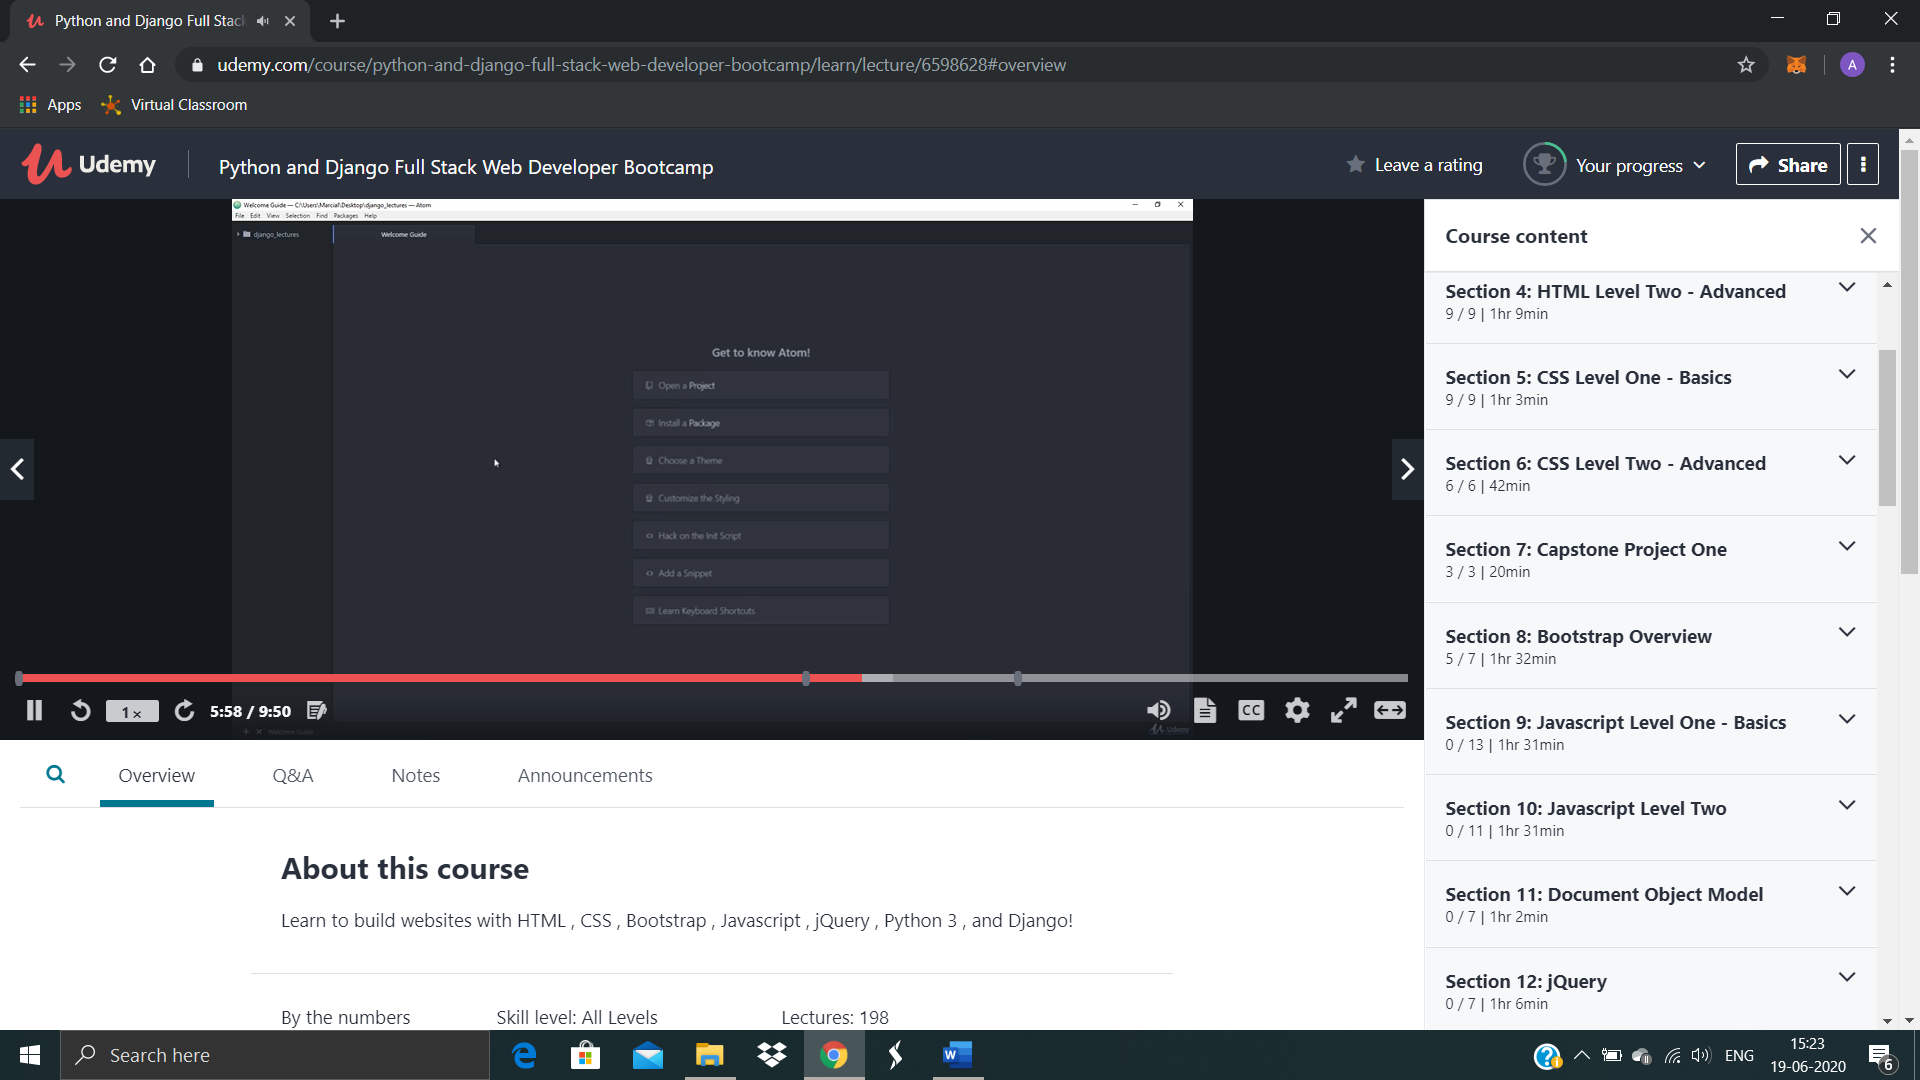 Python and Django Full Stack
udemy.com/course/python-and-django-full-stack-web-developer-bootcamp/learn/lecture/6598628#overview
A
Apps
Virtual Classroom
Udemy
Python and Django Full Stack Web Developer Bootcamp
Leave a rating
Your progress
Share
Welcome Guide — C:\Users\Marcial\Desktop\django_lectures — Atom
File Edit View Selection Find Packages Help
django_lectures
Welcome Guide
Get to know Atom!
Open a Project
Install a Package
Choose a Theme
Customize the Styling
Hack on the Init Script
Add a Snippet
Learn Keyboard Shortcuts
1x
5:58 / 9:50
CC
Welcome Guide
Udemy
Course content
Section 4: HTML Level Two - Advanced
9 / 9 | 1hr 9min
Section 5: CSS Level One - Basics
9 / 9 | 1hr 3min
Section 6: CSS Level Two - Advanced
6 / 6 | 42min
Section 7: Capstone Project One
3 / 3 | 20min
Section 8: Bootstrap Overview
5 / 7 | 1hr 32min
Section 9: Javascript Level One - Basics
0 / 13 | 1hr 31min
Section 10: Javascript Level Two
0 / 11 | 1hr 31min
Section 11: Document Object Model
0 / 7 | 1hr 2min
Section 12: jQuery
0 / 7 | 1hr 6min
Overview
Q&A
Notes
Announcements
About this course
Learn to build websites with HTML , CSS , Bootstrap , Javascript , jQuery , Python 3 , and Django!
By the numbers
Skill level: All Levels
Lectures: 198
Search here
W
ENG
15:23
19-06-2020
6